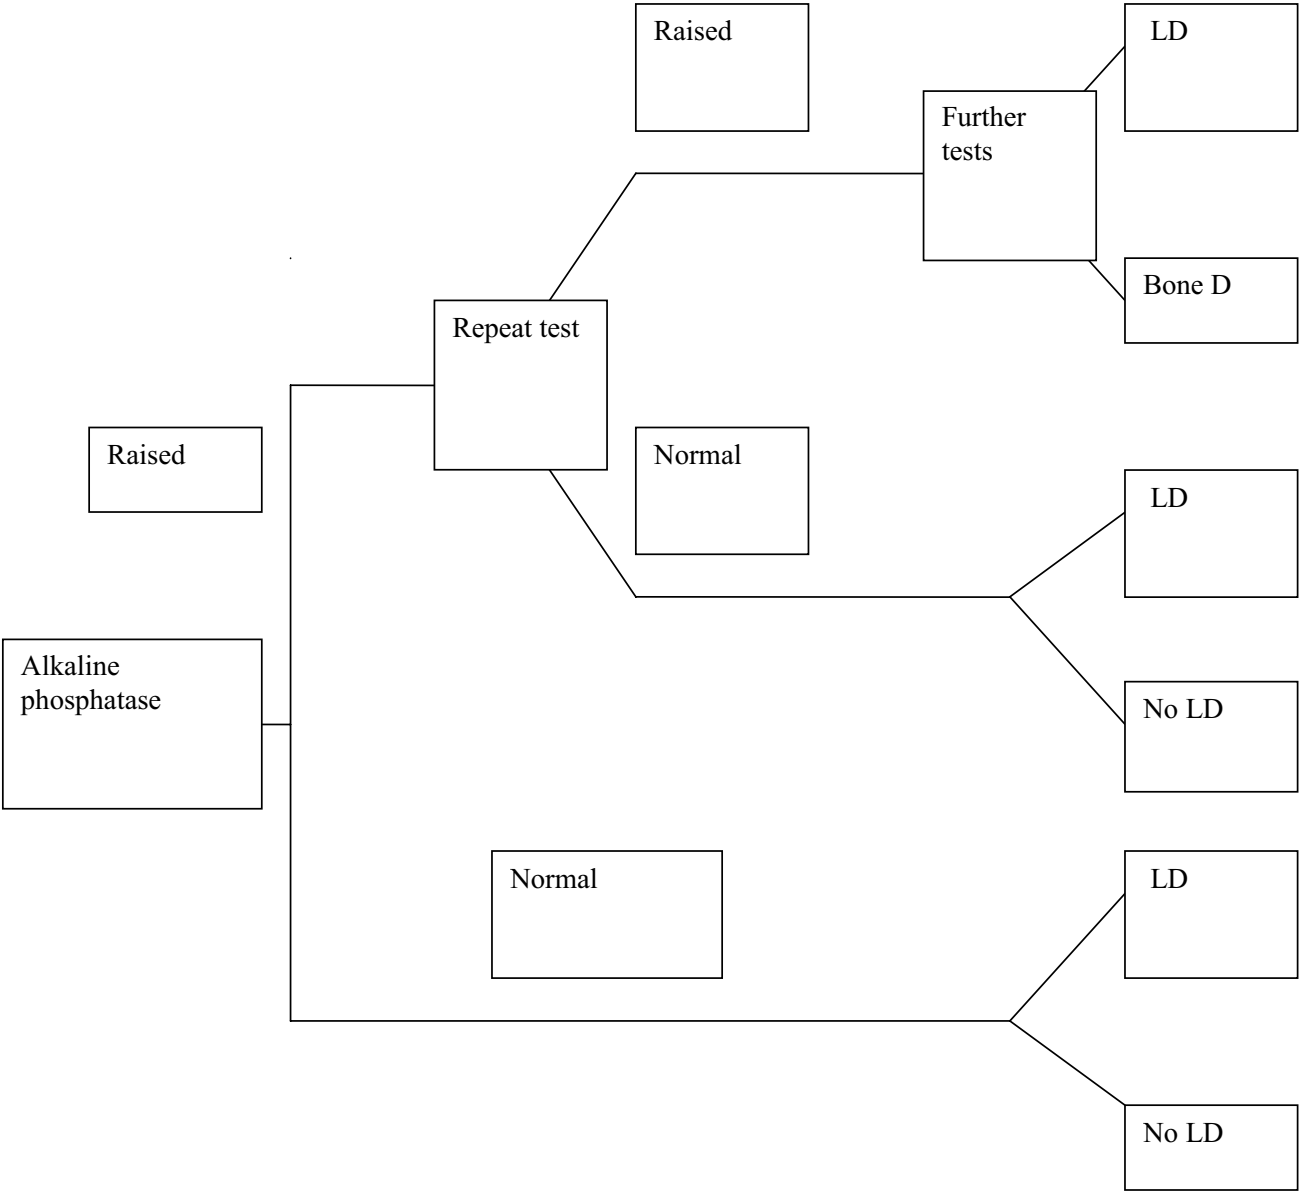 Raised
LD
Further
tests
Bone D
Repeat test
Raised
Normal
LD
Alkaline
phosphatase
No LD
Normal
LD
No LD